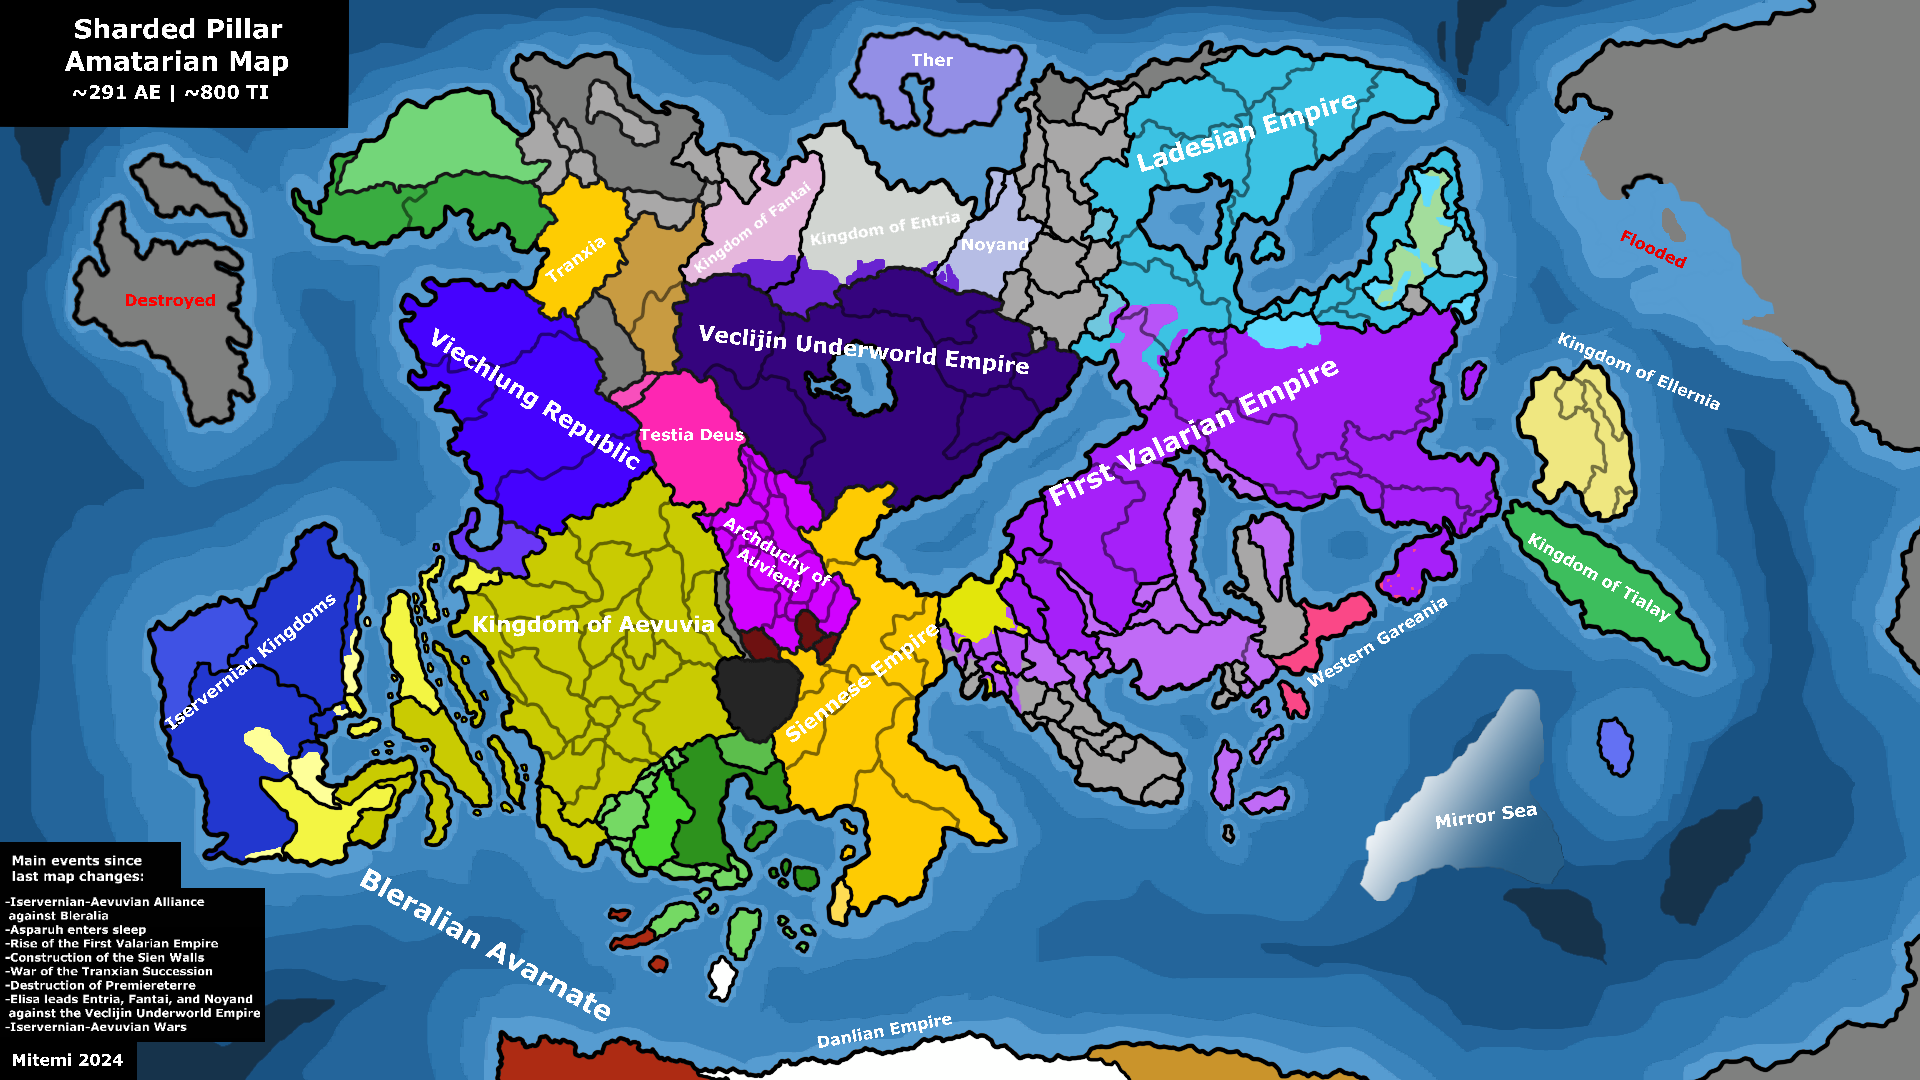 Sharded Pillar
Amatarian Map
~291 AE | ~800 TI
Ther
Ladesian Empire
Kingdom of Fantai
Kingdom of Entria
Noyand
Tranxia
Destroyed
Flooded
Viechlung Republic
Veclijin Underworld Empire
First Valarian Empire
Kingdom of Ellernia
Testia Deus
Archduchy of
Auvient
Kingdom of Tialay
Iservernian Kingdoms
Kingdom of Aevuvia
Siennese Empire
Western Gareania
Mirror Sea
Bleralian Avarnate
Danlian Empire
Main events since
last map changes:
-Iservernian-Aevuvian Alliance
against Bleralia
-Asparuh enters sleep
-Rise of the First Valarian Empire
-Construction of the Sien Walls
-War of the Tranxian Succession
-Destruction of Premiereterre
-Elisa leads Entria, Fantai, and Noyand
against the Veclijin Underworld Empire
-Iservernian-Aevuvian Wars
Mitemi 2024